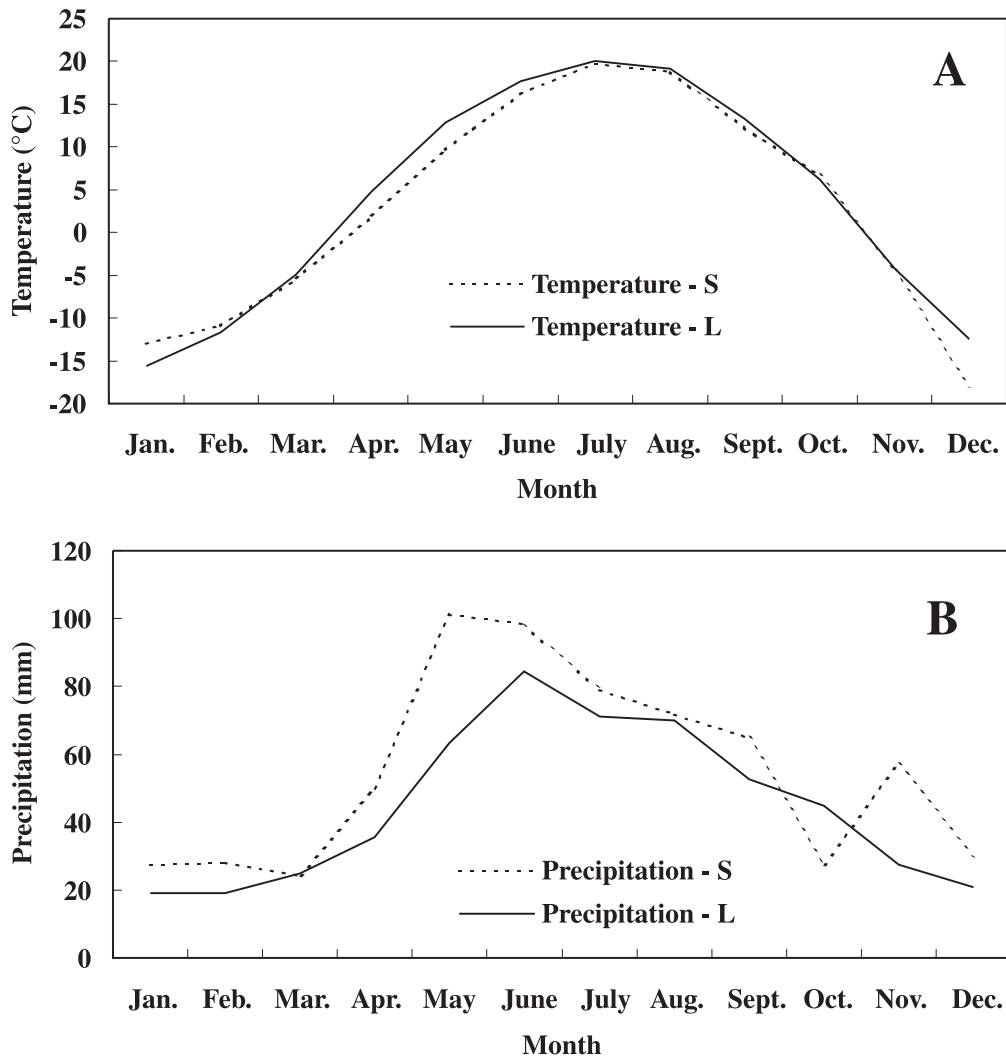 25
20
15
10
5
0
-5
-10
-15
-20
Temperature (°C)
A
Temperature - S
Temperature - L
Jan. Feb. Mar. Apr. May June July Aug. Sept. Oct. Nov. Dec.
Month
120
100
80
60
40
20
0
Precipitation (mm)
B
Precipitation - S
Precipitation - L
Jan. Feb. Mar. Apr. May June July Aug. Sept. Oct. Nov. Dec.
Month